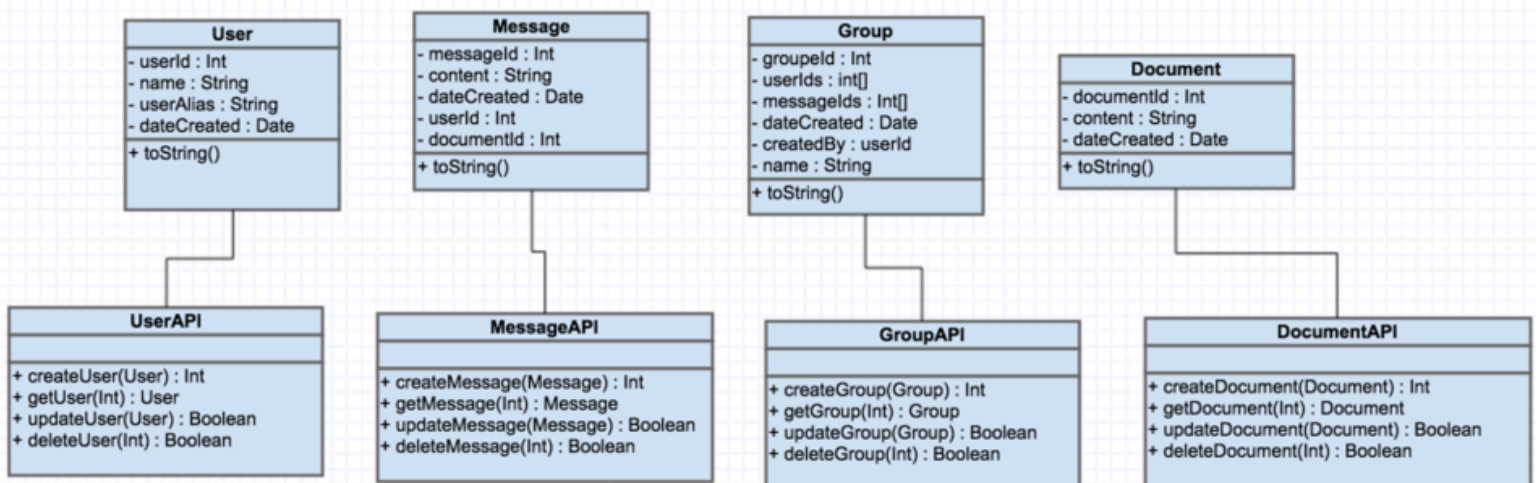 User
- userId : Int
- name : String
- userAlias : String
- dateCreated : Date
+ toString()
Message
- messageId : Int
- content : String
- dateCreated : Date
- userId : Int
- documentId : Int
+ toString()
Group
- groupeId : Int
- userIds : int[]
- messageIds : Int[]
- dateCreated : Date
- createdBy : userId
- name : String
+ toString()
Document
- documentId : Int
- content : String
- dateCreated : Date
+ toString()
UserAPI
+ createUser(User) : Int
+ getUser(Int) : User
+ updateUser(User) : Boolean
+ deleteUser(Int) : Boolean
MessageAPI
+ createMessage(Message) : Int
+ getMessage(Int) : Message
+ updateMessage(Message) : Boolean
+ deleteMessage(Int) : Boolean
GroupAPI
+ createGroup(Group) : Int
+ getGroup(Int) : Group
+ updateGroup(Group) : Boolean
+ deleteGroup(Int) : Boolean
DocumentAPI
+ createDocument(Document) : Int
+ getDocument(Int) : Document
+ updateDocument(Document) : Boolean
+ deleteDocument(Int) : Boolean